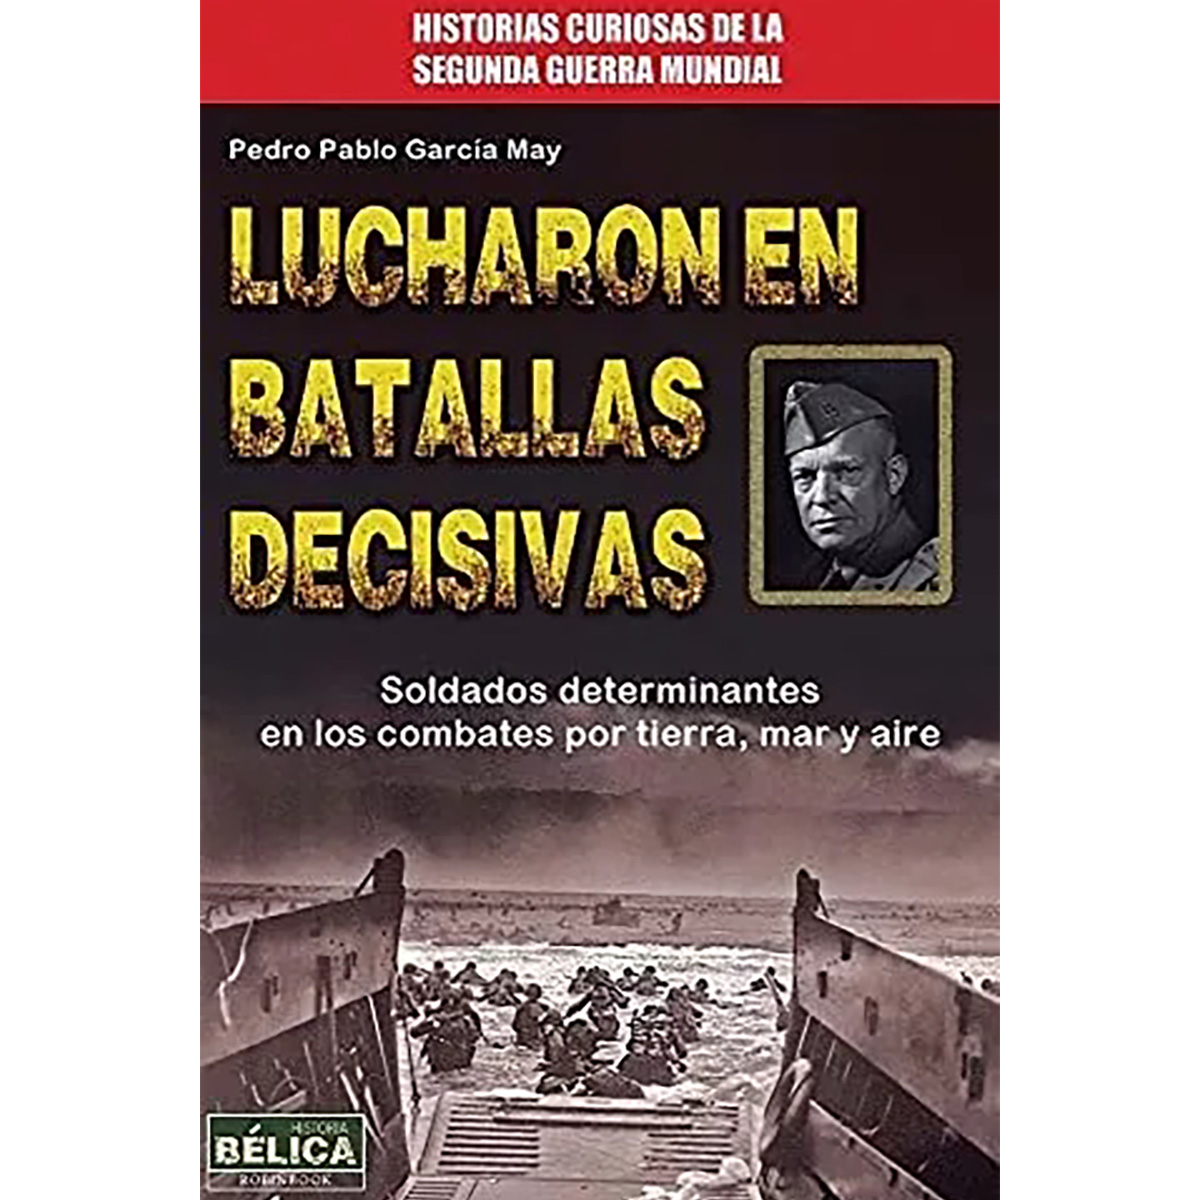 HISTORIAS CURIOSAS DE LA
SEGUNDA GUERRA MUNDIAL
Pedro Pablo García May
LUCHARON EN
BATALLAS
DECISIVAS
Soldados determinantes
en los combates por tierra, mar y aire
HISTORIA
BÉLICA
ROBINBOOK